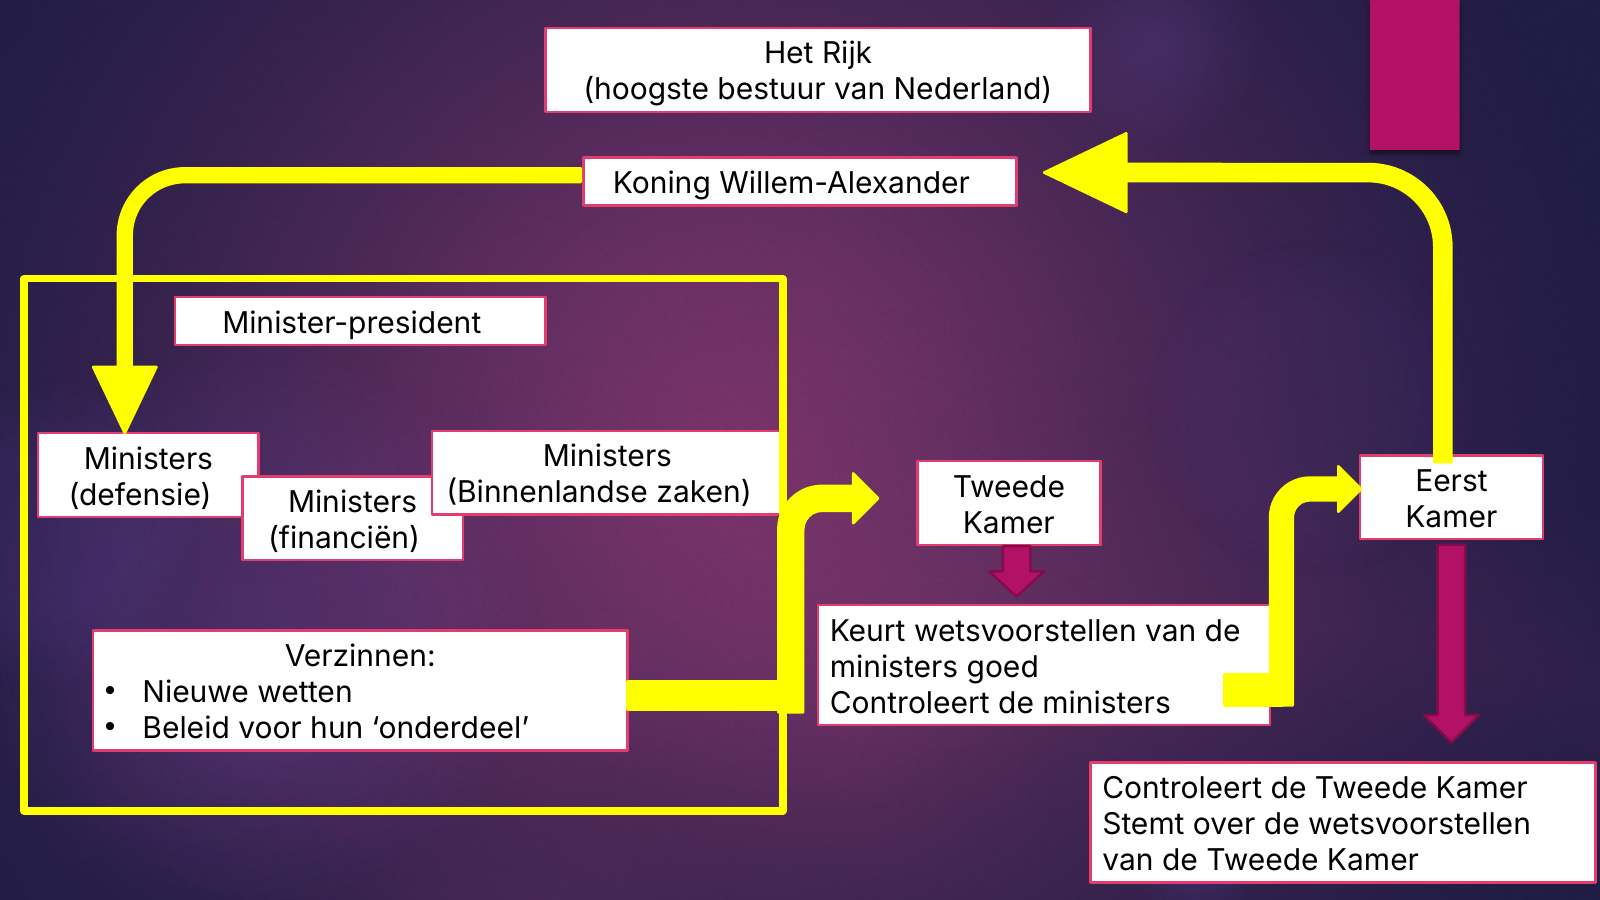 Het Rijk
(hoogste bestuur van Nederland)
Koning Willem-Alexander
Minister-president
Ministers
(defensie)
Ministers
(financiën)
Ministers
(Binnenlandse zaken)
Verzinnen:
• Nieuwe wetten
• Beleid voor hun ‘onderdeel’
Tweede
Kamer
Keurt wetsvoorstellen van de
ministers goed
Controleert de ministers
Eerst
Kamer
Controleert de Tweede Kamer
Stemt over de wetsvoorstellen
van de Tweede Kamer